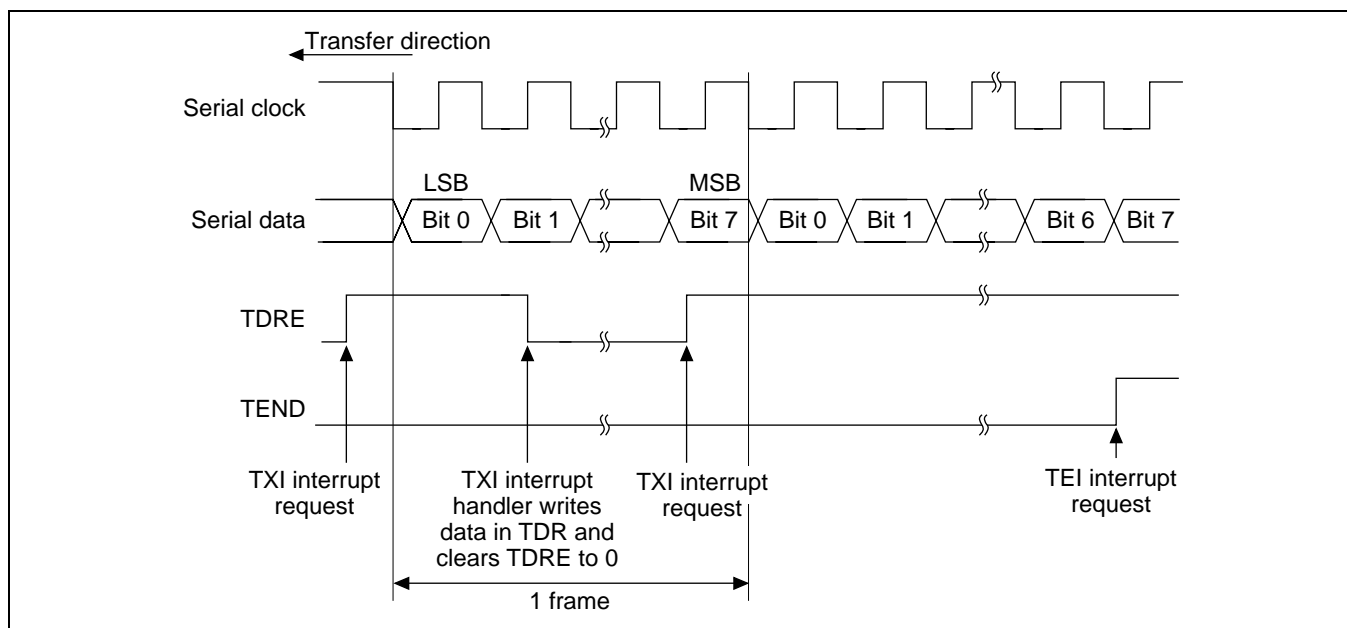 Transfer direction
Serial clock
LSB
MSB
Serial data
Bit 0
Bit 1
Bit 7
Bit 0
Bit 1
Bit 6
Bit 7
TDRE
TEND
TXI interrupt
request
TXI interrupt
handler writes
data in TDR and
clears TDRE to 0
TXI interrupt
request
TEI interrupt
request
1 frame